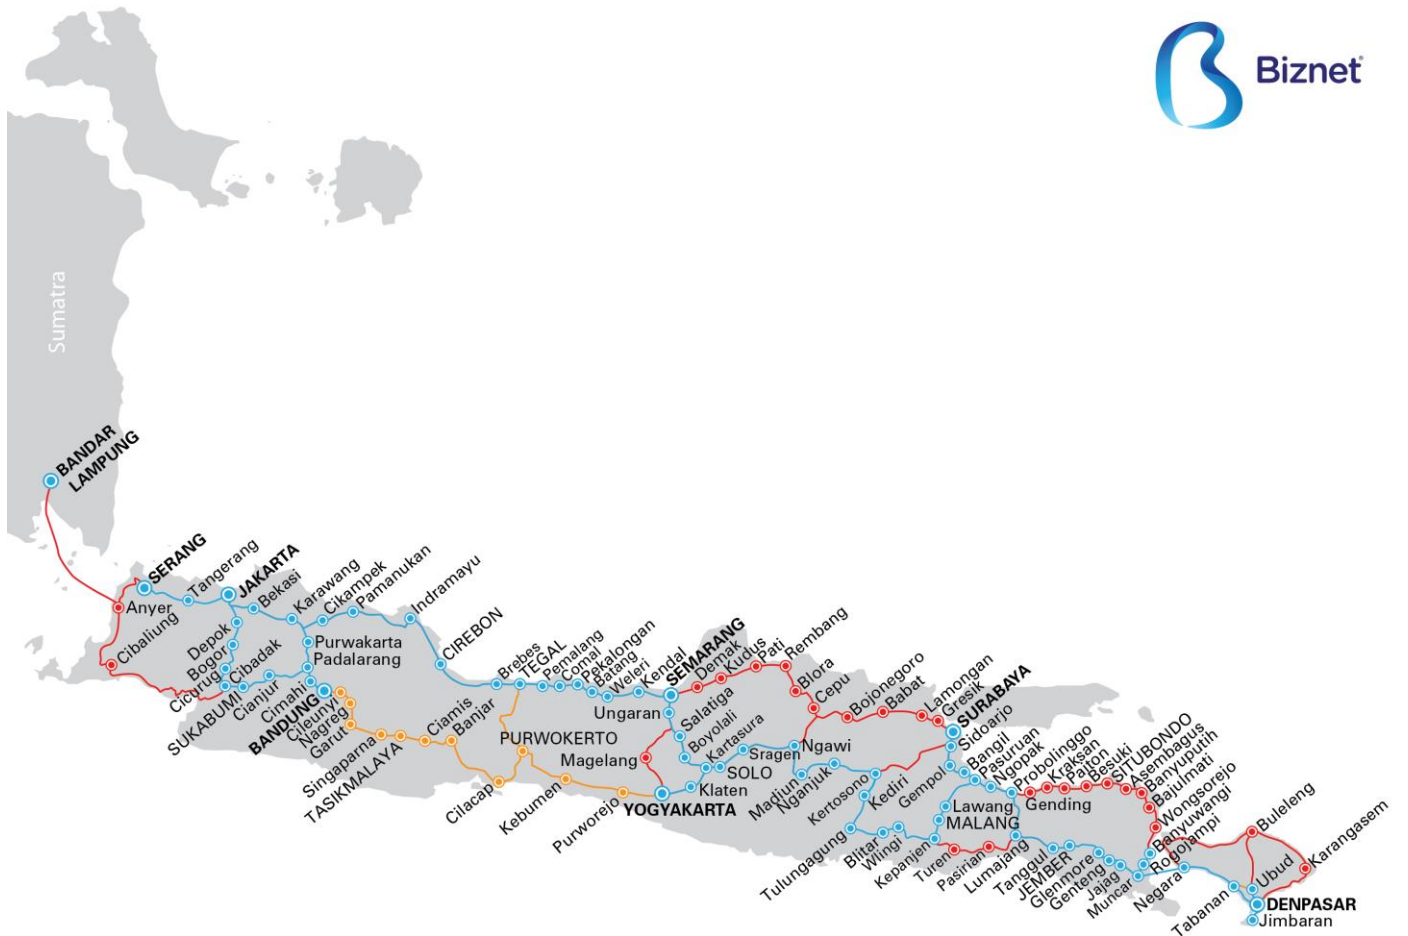 Biznet
Sumatra
BANDAR
LAMPUNG
SERANG
Tangerang
JAKARTA
Bekasi
Karawang
Cikampek
Pamanukan
Indramayu
CIREBON
Anyer
Cibaliung
Depok
Bogor
Cicurug
Cibadak
SUKABUMI
Cianjur
Purwakarta
Padalarang
Cimahi
BANDUNG
Cileunyi
Nagreg
Garut
Singaparna
TASIKMALAYA
Ciamis
Banjar
Cilacap
PURWOKERTO
Kebumen
Purworejo
Brebes
TEGAL
Pemalang
Comal
Pekalongan
Batang
Weleri
Kendal
SEMARANG
Demak
Kudus
Pati
Rembang
Blora
Cepu
Bojonegoro
Babat
Lamongan
Gresik
SURABAYA
Sidoarjo
Ungaran
Salatiga
Boyolali
Kartasura
Magelang
YOGYAKARTA
Klaten
SOLO
Sragen
Ngawi
Madiun
Nganjuk
Kertosono
Kediri
Tulungagung
Blitar
Wlingi
Kepanjen
Turen
Pasirian
Lumajang
Gempol
Bangil
Pasuruan
Ngopak
Probolinggo
Lawang
MALANG
Gending
Kraksan
Paiton
Besuki
SITUBONDO
Asembagus
Banyuputih
Bajulmati
Wongsorejo
Banyuwangi
Rogojampi
Tanggul
JEMBER
Glenmore
Genteng
Jajag
Muncar
Negara
Tabanan
Buleleng
Karangasem
Ubud
DENPASAR
Jimbaran